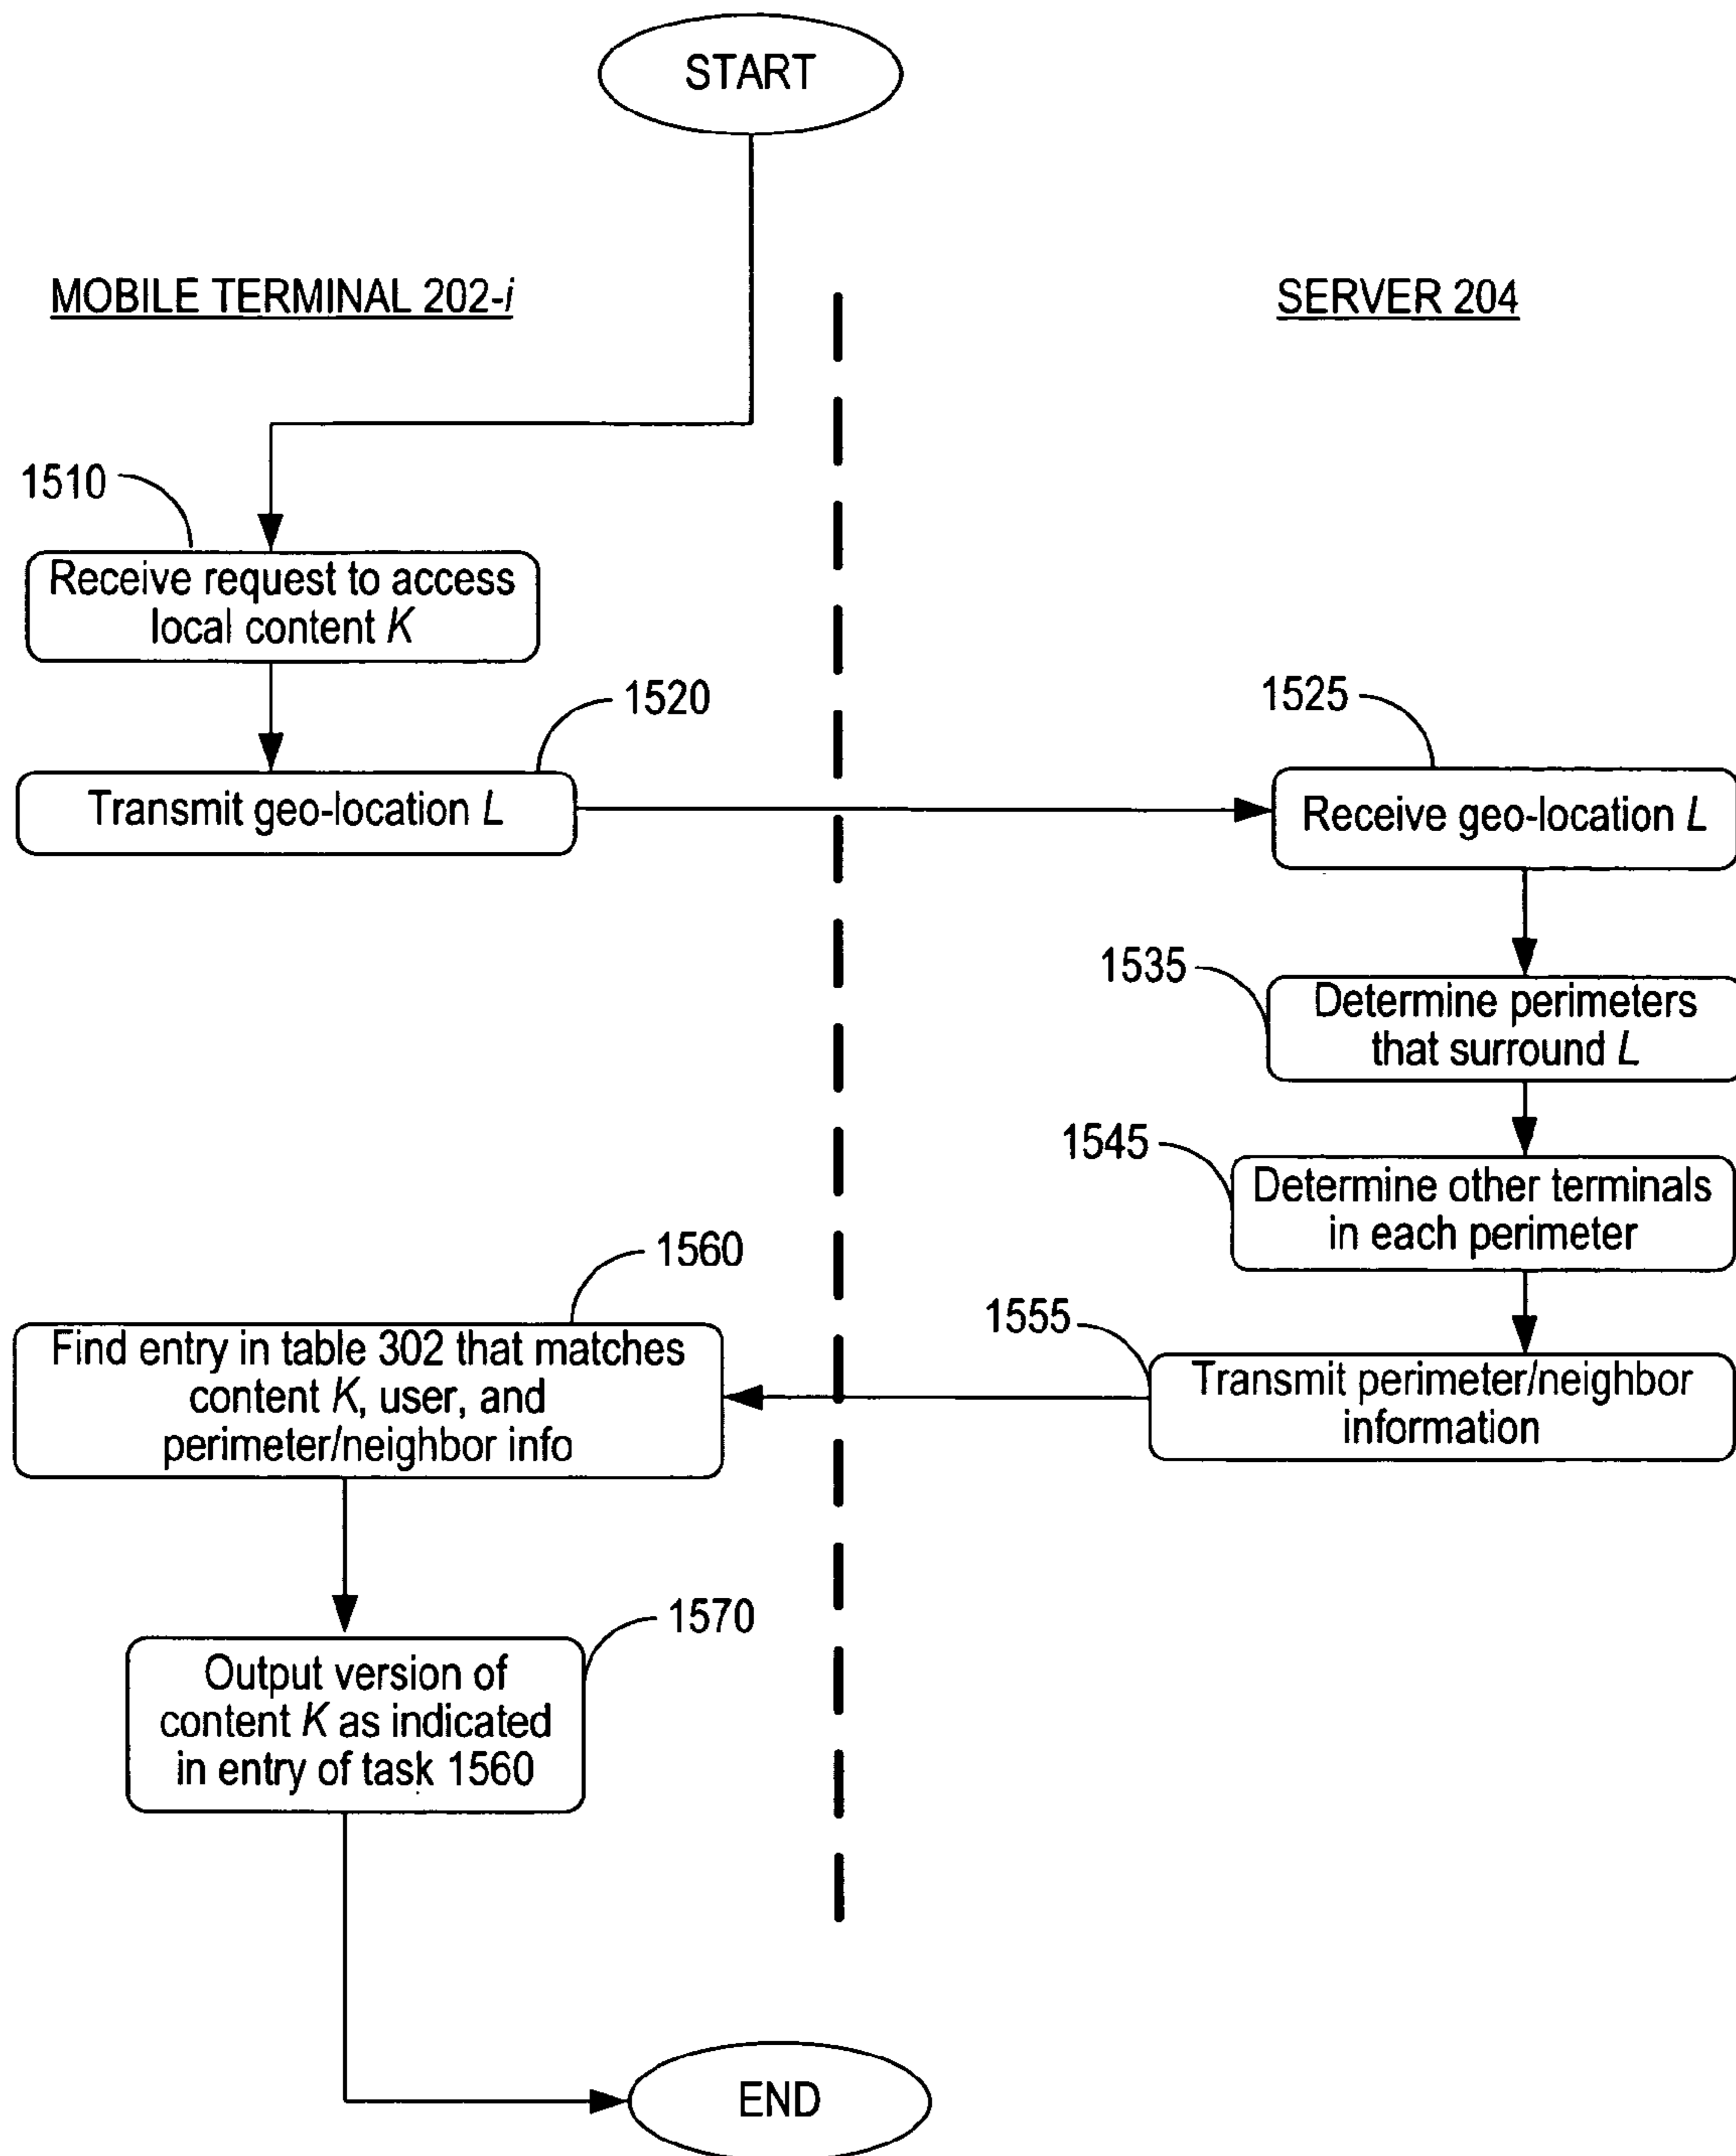 START
MOBILE TERMINAL 202-i
SERVER 204
1510
Receive request to access
local content K
1520
Transmit geo-location L
1525
Receive geo-location L
1535
Determine perimeters
that surround L
1545
Determine other terminals
in each perimeter
1555
Transmit perimeter/neighbor
information
1560
Find entry in table 302 that matches
content K, user, and
perimeter/neighbor info
1570
Output version of
content K as indicated
in entry of task 1560
END